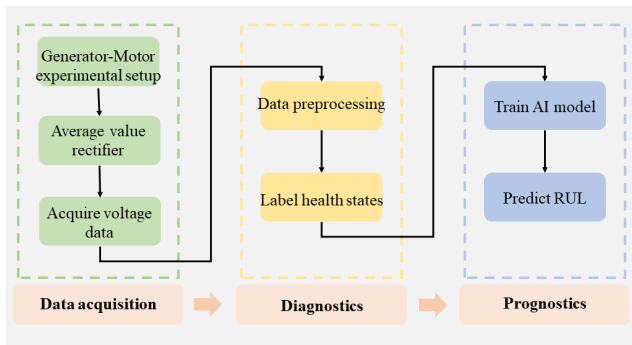 Generator-Motor
experimental setup
Average value
rectifier
Acquire voltage
data
Data preprocessing
Label health states
Train AI model
Predict RUL
Data acquisition
Diagnostics
Prognostics